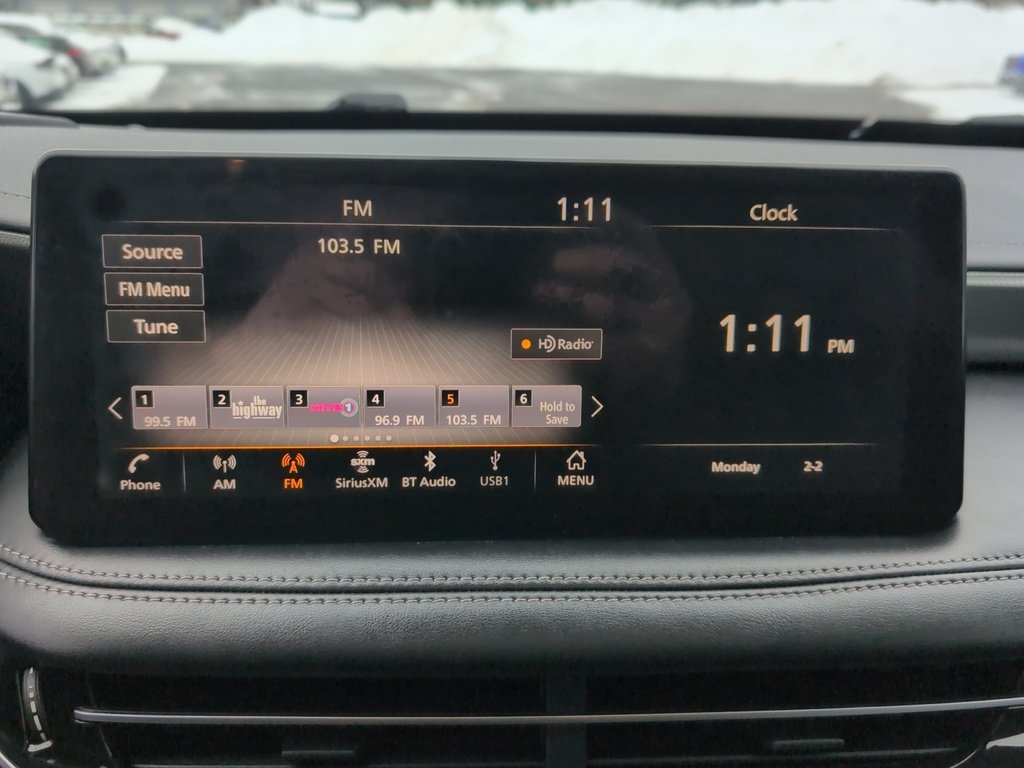 FM 1:11 Clock
Source
103.5 FM
FM Menu
Tune
HD Radio
1:11 PM
1
99.5 FM
2
the highway
3
1
4
96.9 FM
5
103.5 FM
6
Hold to
Save
Phone
AM
FM
sxm
SiriusXM
BT Audio
USB1
MENU
Monday 2-2